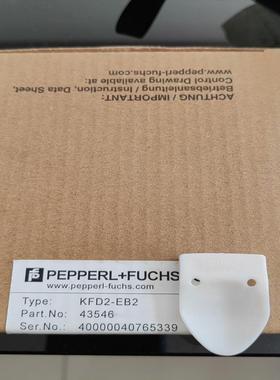 ACHTUNG / IMPORTANT
Betriebsanleitung / Instruction, Data Sheet,
Control Drawing available at:
www.pepperl-fuchs.com
PEPPERL+FUCHS
www.pepperl-fuchs.com
Type: KFD2-EB2
Part.No: 43546
Ser.No.: 40000040765339